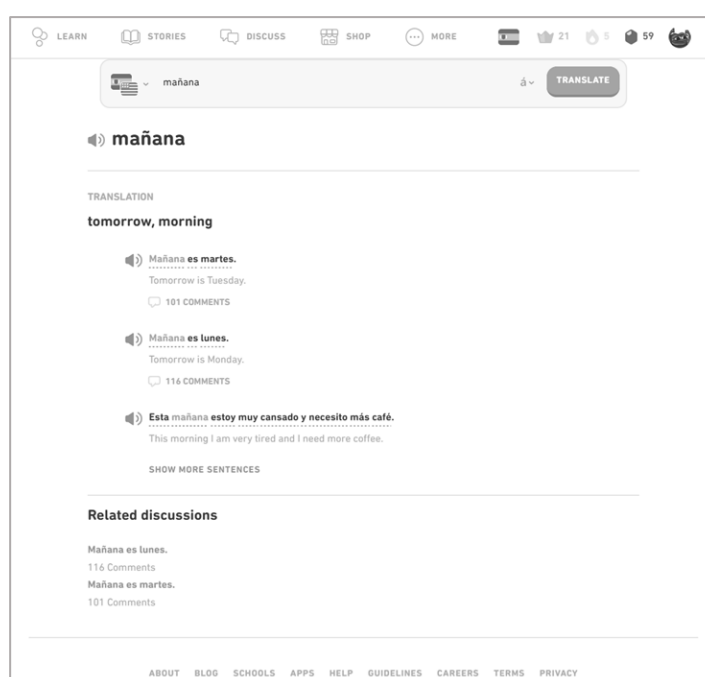 LEARN STORIES DISCUSS SHOP MORE 21 5 59
mañana á TRANSLATE
mañana
TRANSLATION
tomorrow, morning
Mañana es martes.
Tomorrow is Tuesday.
101 COMMENTS
Mañana es lunes.
Tomorrow is Monday.
116 COMMENTS
Esta mañana estoy muy cansado y necesito más café.
This morning I am very tired and I need more coffee.
SHOW MORE SENTENCES
Related discussions
Mañana es lunes.
116 Comments
Mañana es martes.
101 Comments
ABOUT BLOG SCHOOLS APPS HELP GUIDELINES CAREERS TERMS PRIVACY